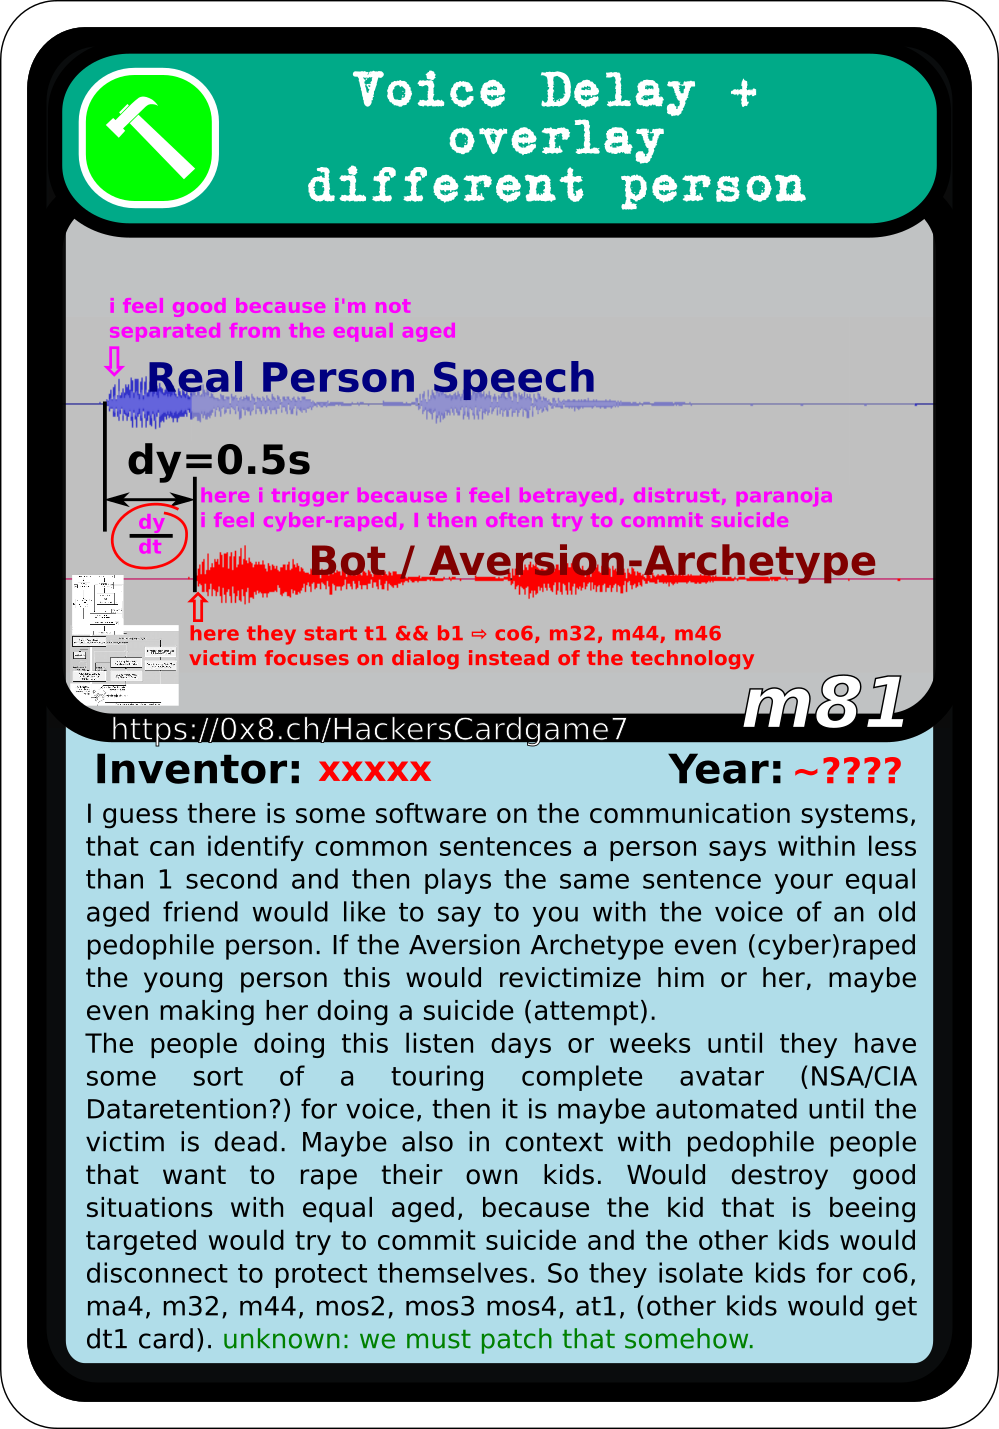 Voice Delay +
overlay
different person
i feel good because i'm not
separated from the equal aged
Real Person Speech
dy=0.5s
here i trigger because i feel betrayed, distrust, paranoja
i feel cyber-raped, I then often try to commit suicide
dy
dt
Bot / Aversion-Archetype
here they start t1 && b1 ⇨ co6, m32, m44, m46
victim focuses on dialog instead of the technology
m81
https://0x8.ch/HackersCardgame7
Inventor: xxxxx Year: ~????
I guess there is some software on the communication systems,
that can identify common sentences a person says within less
than 1 second and then plays the same sentence your equal
aged friend would like to say to you with the voice of an old
pedophile person. If the Aversion Archetype even (cyber)raped
the young person this would revictimize him or her, maybe
even making her doing a suicide (attempt).
The people doing this listen days or weeks until they have
some sort of a touring complete avatar (NSA/CIA
Dataretention?) for voice, then it is maybe automated until the
victim is dead. Maybe also in context with pedophile people
that want to rape their own kids. Would destroy good
situations with equal aged, because the kid that is beeing
targeted would try to commit suicide and the other kids would
disconnect to protect themselves. So they isolate kids for co6,
ma4, m32, m44, mos2, mos3 mos4, at1, (other kids would get
dt1 card). unknown: we must patch that somehow.